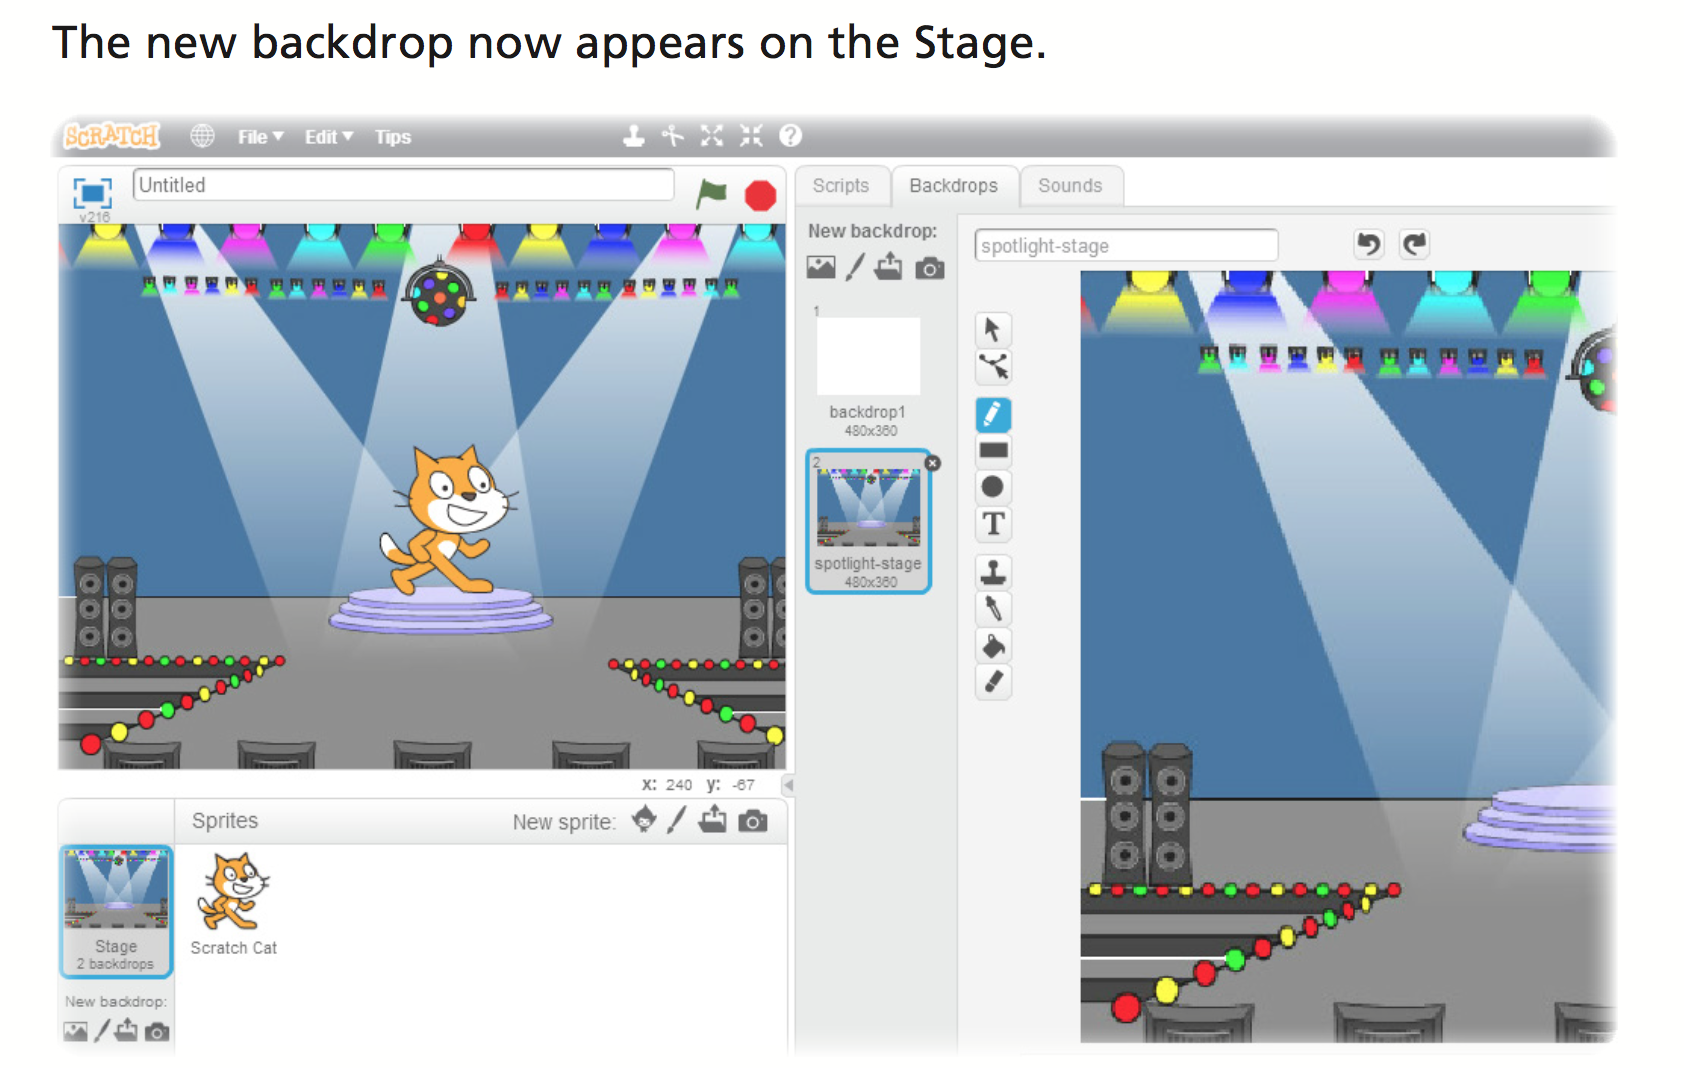 The new backdrop now appears on the Stage.
SCRATCH File Edit Tips ?
v216
Untitled
Scripts Backdrops Sounds
New backdrop:
spotlight-stage
1
backdrop1
480x360
2
spotlight-stage
480x360
T
x: 240 y: -67
Sprites
New sprite:
Stage
2 backdrops
Scratch Cat
New backdrop: